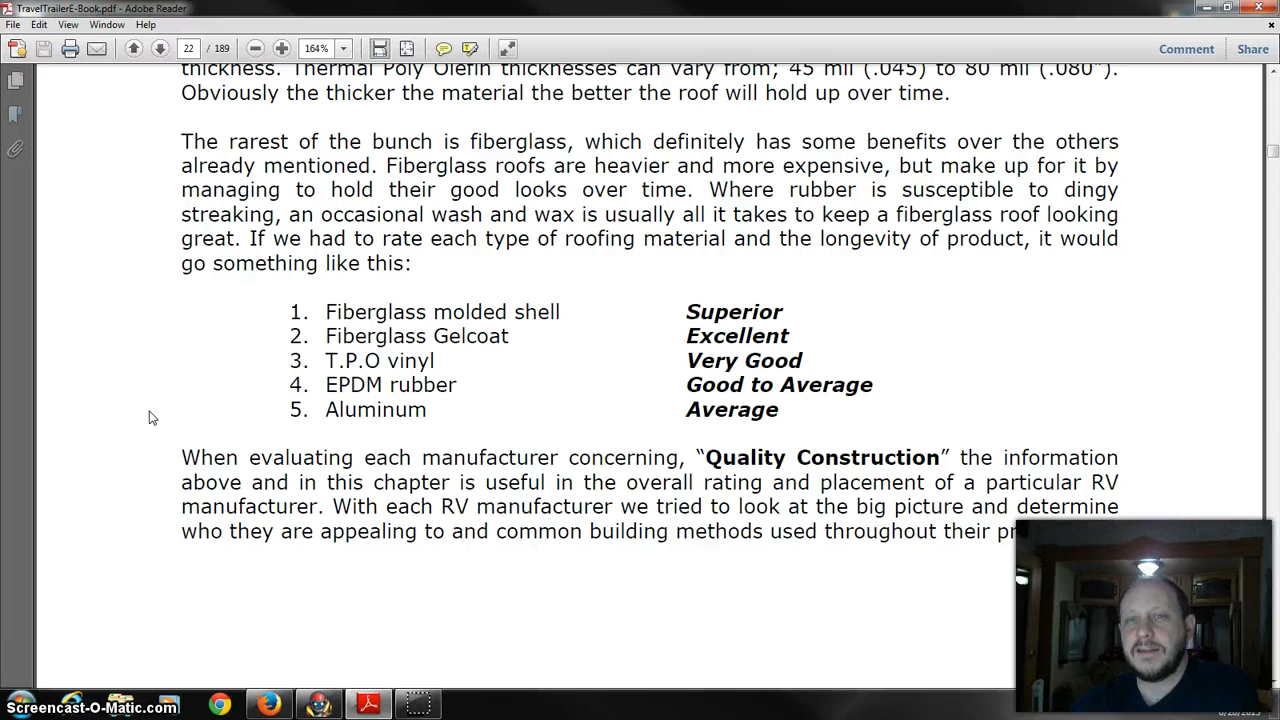 TravelTrailerE-Book.pdf - Adobe Reader
File Edit View Window Help
22 / 189 164% Comment Share
thickness. Thermal Poly Olefin thicknesses can vary from; 45 mil (.045) to 80 mil (.080").
Obviously the thicker the material the better the roof will hold up over time.
The rarest of the bunch is fiberglass, which definitely has some benefits over the others
already mentioned. Fiberglass roofs are heavier and more expensive, but make up for it by
managing to hold their good looks over time. Where rubber is susceptible to dingy
streaking, an occasional wash and wax is usually all it takes to keep a fiberglass roof looking
great. If we had to rate each type of roofing material and the longevity of product, it would
go something like this:
1. Fiberglass molded shell Superior
2. Fiberglass Gelcoat Excellent
3. T.P.O vinyl Very Good
4. EPDM rubber Good to Average
5. Aluminum Average
When evaluating each manufacturer concerning, “Quality Construction” the information
above and in this chapter is useful in the overall rating and placement of a particular RV
manufacturer. With each RV manufacturer we tried to look at the big picture and determine
who they are appealing to and common building methods used throughout their
Screencast-O-Matic.com